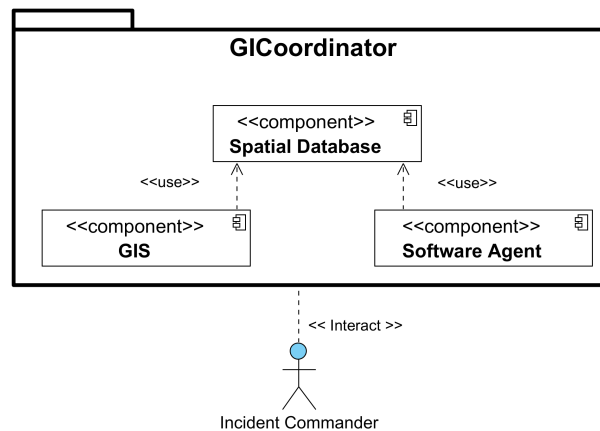 GICoordinator
<<component>>
Spatial Database
<<use>>
<<use>>
<<component>>
GIS
<<component>>
Software Agent
<< Interact >>
Incident Commander